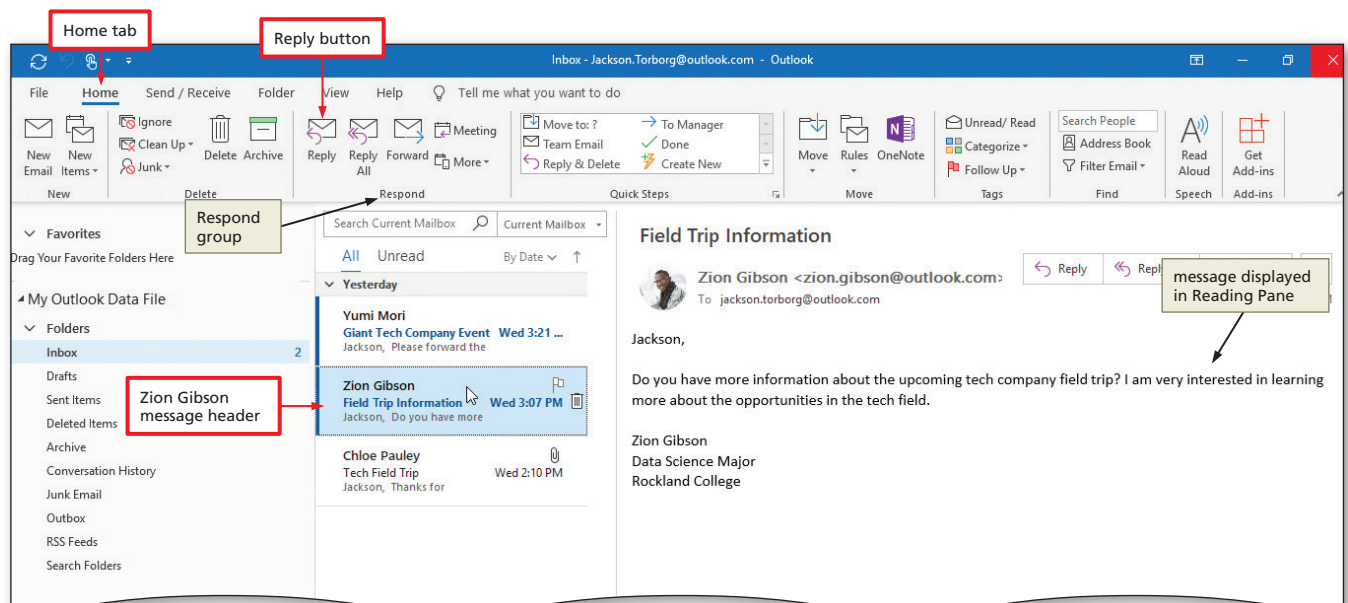 Home tab
Reply button
Inbox - Jackson.Torborg@outlook.com - Outlook
File Home Send / Receive Folder View Help Tell me what you want to do
New Email
New Items
Ignore
Clean Up
Junk
Delete
Archive
Reply
Reply All
Forward
Meeting
More
Move to: ?
Team Email
Reply & Delete
To Manager
Done
Create New
Move
Rules
OneNote
Unread/ Read
Categorize
Follow Up
Search People
Address Book
Filter Email
Read Aloud
Get Add-ins
New Delete Respond Quick Steps Move Tags Find Speech Add-ins
Respond
group
Favorites
Drag Your Favorite Folders Here
My Outlook Data File
Folders
Inbox 2
Drafts
Sent Items
Deleted Items
Archive
Conversation History
Junk Email
Outbox
RSS Feeds
Search Folders
Zion Gibson
message header
Search Current Mailbox Current Mailbox
All Unread By Date
Yesterday
Yumi Mori
Giant Tech Company Event Wed 3:21 ...
Jackson, Please forward the
Zion Gibson
Field Trip Information Wed 3:07 PM
Jackson, Do you have more
Chloe Pauley
Tech Field Trip Wed 2:10 PM
Jackson, Thanks for
Field Trip Information
Zion Gibson <zion.gibson@outlook.com>
To jackson.torborg@outlook.com
Reply
message displayed
in Reading Pane
Jackson,
Do you have more information about the upcoming tech company field trip? I am very interested in learning
more about the opportunities in the tech field.
Zion Gibson
Data Science Major
Rockland College